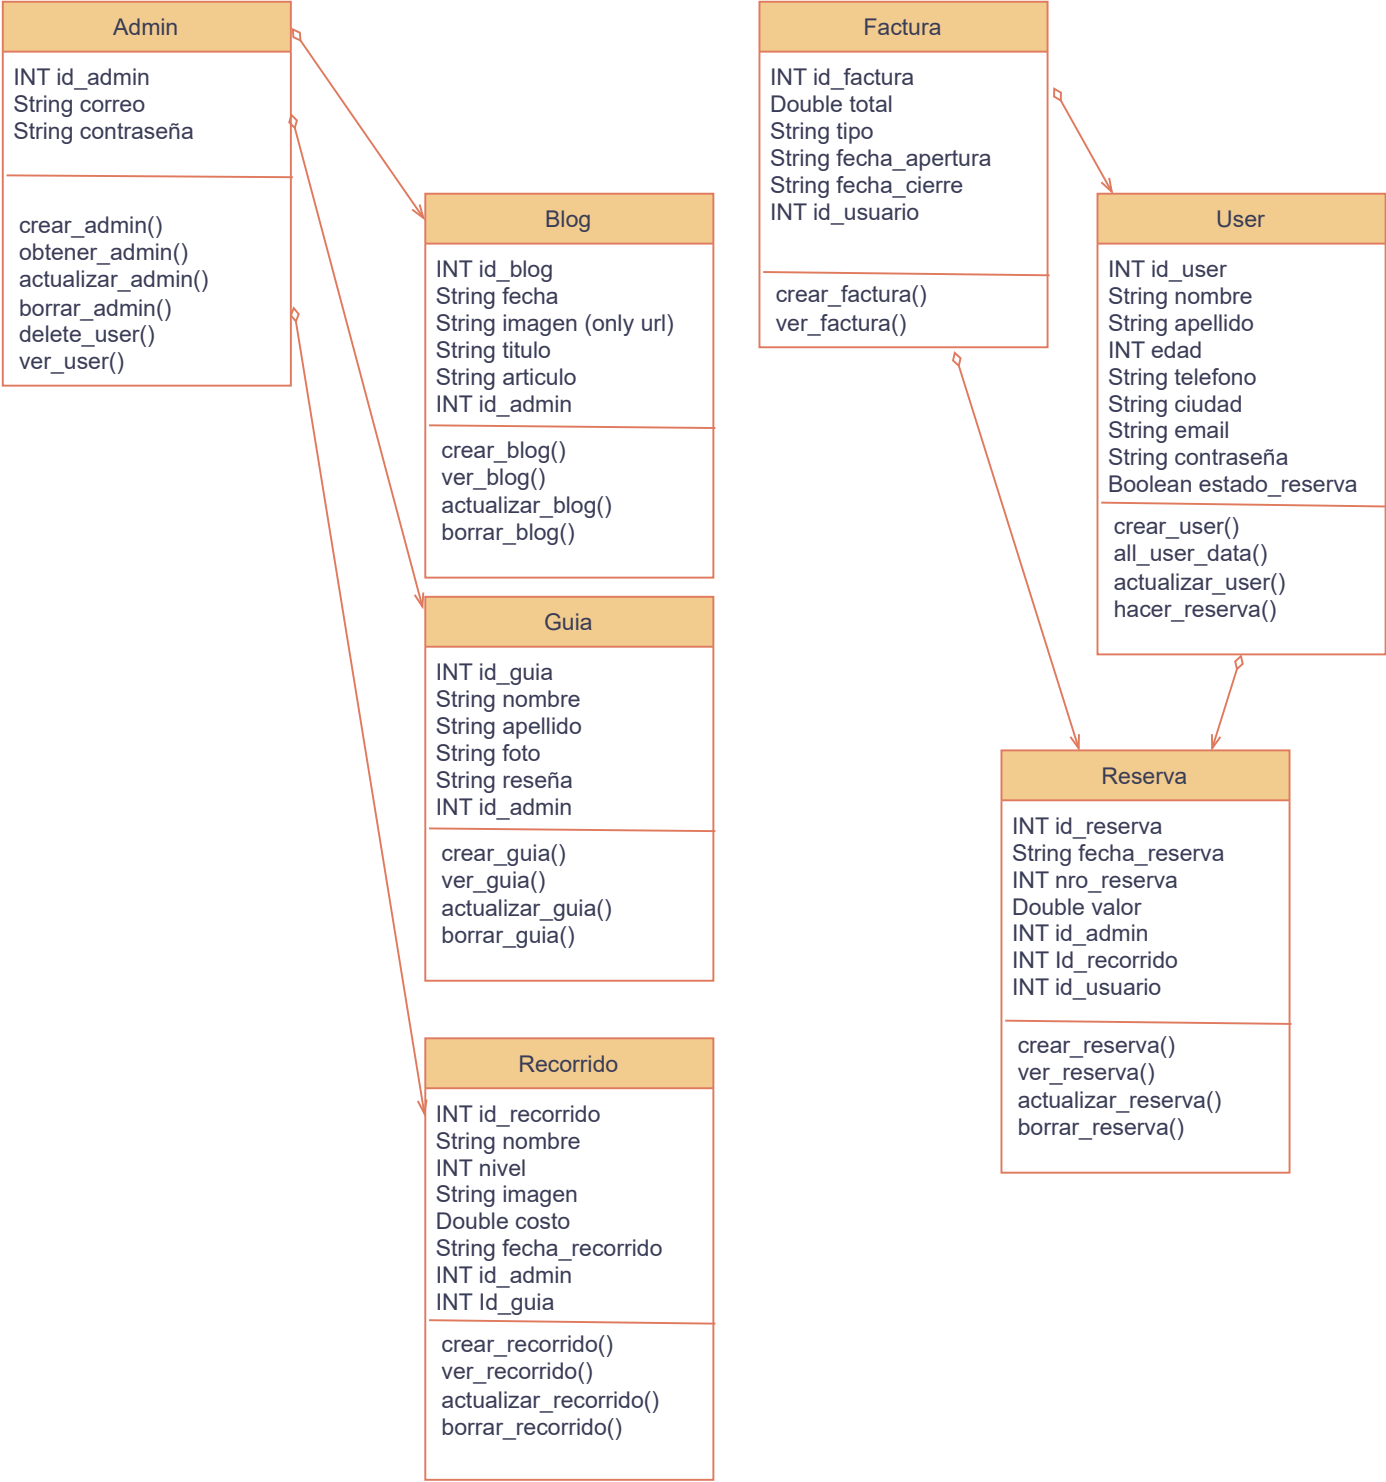 Admin
INT id_admin
String correo
String contraseña
crear_admin()
obtener_admin()
actualizar_admin()
borrar_admin()
delete_user()
ver_user()
Blog
INT id_blog
String fecha
String imagen (only url)
String titulo
String articulo
INT id_admin
crear_blog()
ver_blog()
actualizar_blog()
borrar_blog()
Guia
INT id_guia
String nombre
String apellido
String foto
String reseña
INT id_admin
crear_guia()
ver_guia()
actualizar_guia()
borrar_guia()
Recorrido
INT id_recorrido
String nombre
INT nivel
String imagen
Double costo
String fecha_recorrido
INT id_admin
INT Id_guia
crear_recorrido()
ver_recorrido()
actualizar_recorrido()
borrar_recorrido()
Factura
INT id_factura
Double total
String tipo
String fecha_apertura
String fecha_cierre
INT id_usuario
crear_factura()
ver_factura()
User
INT id_user
String nombre
String apellido
INT edad
String telefono
String ciudad
String email
String contraseña
Boolean estado_reserva
crear_user()
all_user_data()
actualizar_user()
hacer_reserva()
Reserva
INT id_reserva
String fecha_reserva
INT nro_reserva
Double valor
INT id_admin
INT Id_recorrido
INT id_usuario
crear_reserva()
ver_reserva()
actualizar_reserva()
borrar_reserva()